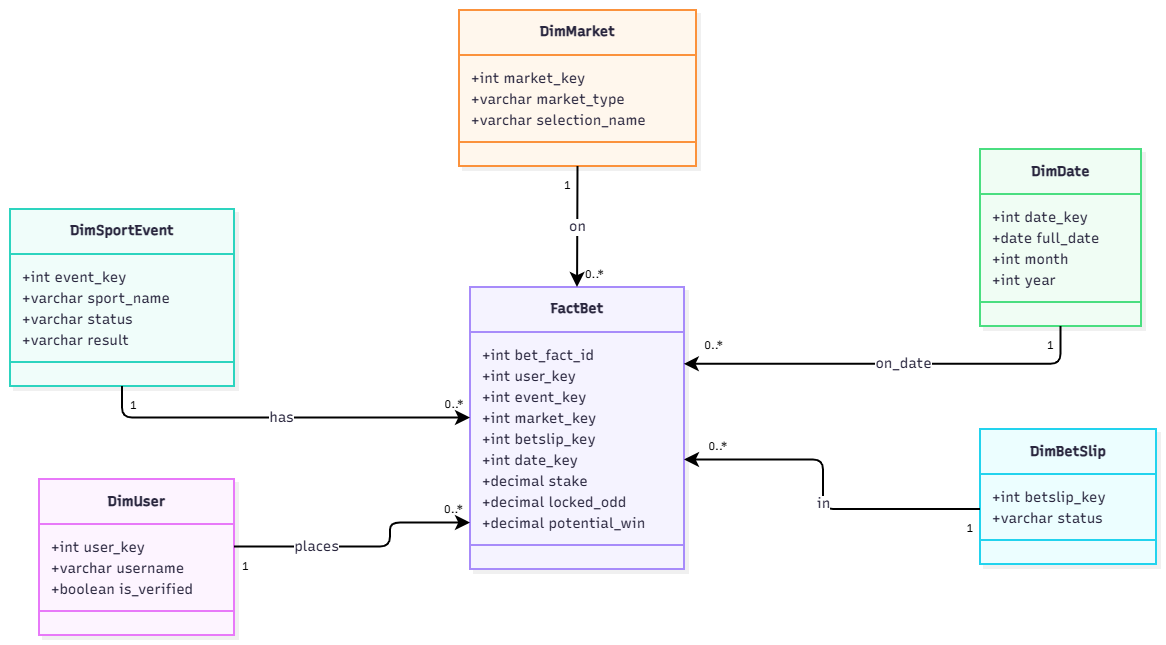 DimMarket
+int market_key
+varchar market_type
+varchar selection_name
1
on
0..*
DimDate
+int date_key
+date full_date
+int month
+int year
1
on_date
0..*
DimSportEvent
+int event_key
+varchar sport_name
+varchar status
+varchar result
1
has
0..*
FactBet
+int bet_fact_id
+int user_key
+int event_key
+int market_key
+int betslip_key
+int date_key
+decimal stake
+decimal locked_odd
+decimal potential_win
DimBetSlip
+int betslip_key
+varchar status
1
in
0..*
DimUser
+int user_key
+varchar username
+boolean is_verified
1
places
0..*